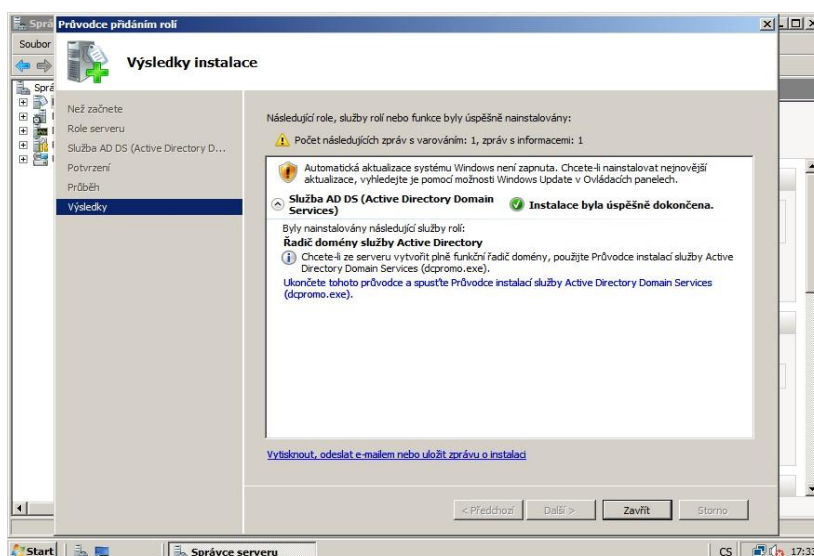 Sprá
Průvodce přidáním rolí
Soubor
Výsledky instalace
Sprá
Než začnete
Role serveru
Služba AD DS (Active Directory D...
Potvrzení
Průběh
Výsledky
Následující role, služby rolí nebo funkce byly úspěšně nainstalovány:
Počet následujících zpráv s varováním: 1, zpráv s informacemi: 1
Automatická aktualizace systému Windows není zapnuta. Chcete-li nainstalovat nejnovější
aktualizace, vyhledejte je pomocí možnosti Windows Update v Ovládacích panelech.
Služba AD DS (Active Directory Domain
Services)
Instalace byla úspěšně dokončena.
Byly nainstalovány následující služby rolí:
Řadič domény služby Active Directory
Chcete-li ze serveru vytvořit plně funkční řadič domény, použijte Průvodce instalací služby Active
Directory Domain Services (dcpromo.exe).
Ukončete tohoto průvodce a spusťte Průvodce instalací služby Active Directory Domain Services
(dcpromo.exe).
Vytisknout, odeslat e-mailem nebo uložit zprávu o instalaci
< Předchozí
Další >
Zavřít
Storno
Start
Správce serveru
CS
17:33